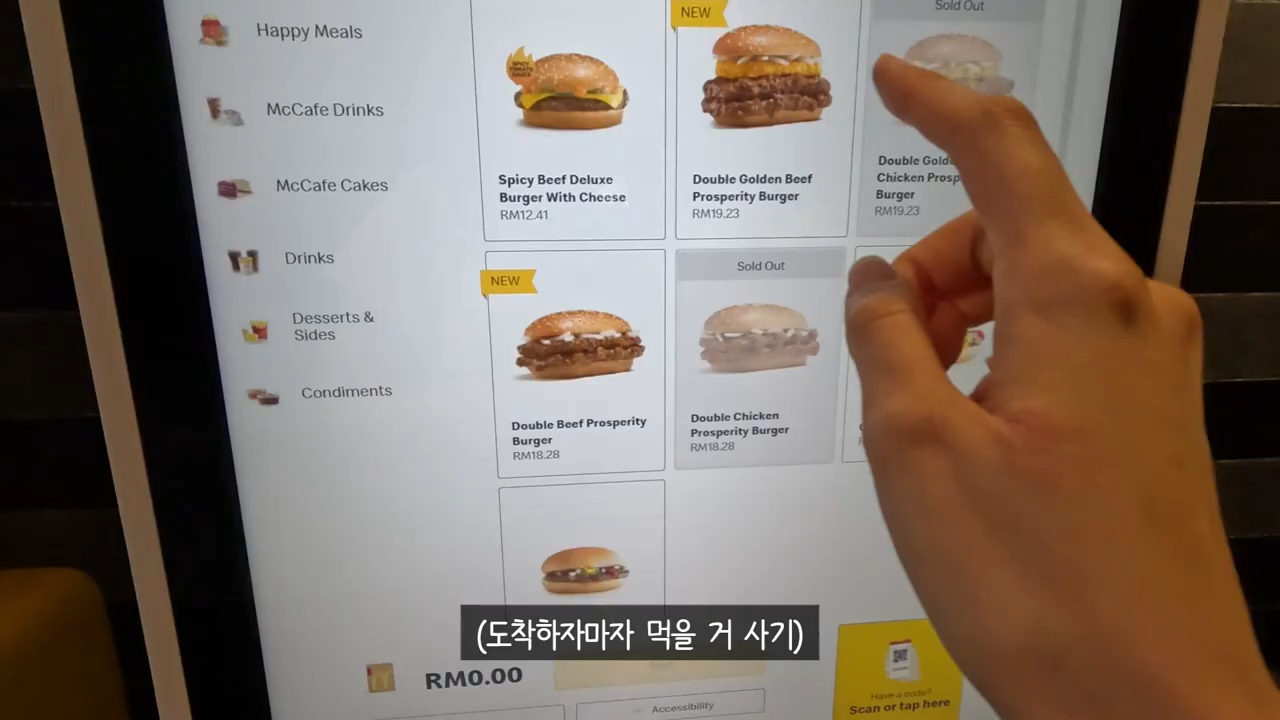 Happy Meals
McCafe Drinks
McCafe Cakes
Drinks
Desserts &
Sides
Condiments
SPICY
TOMATO
SAUCE
Spicy Beef Deluxe
Burger With Cheese
RM12.41
NEW
Double Golden Beef
Prosperity Burger
RM19.23
Sold Out
Double
Chicken
Burger
RM19.23
NEW
Double Beef Prosperity
Burger
RM18.28
Sold Out
Double Chicken
Prosperity Burger
RM18.28
(도착하자마자 먹을 거 사기)
RM0.00
Accessibility
Have a code?
Scan or tap here